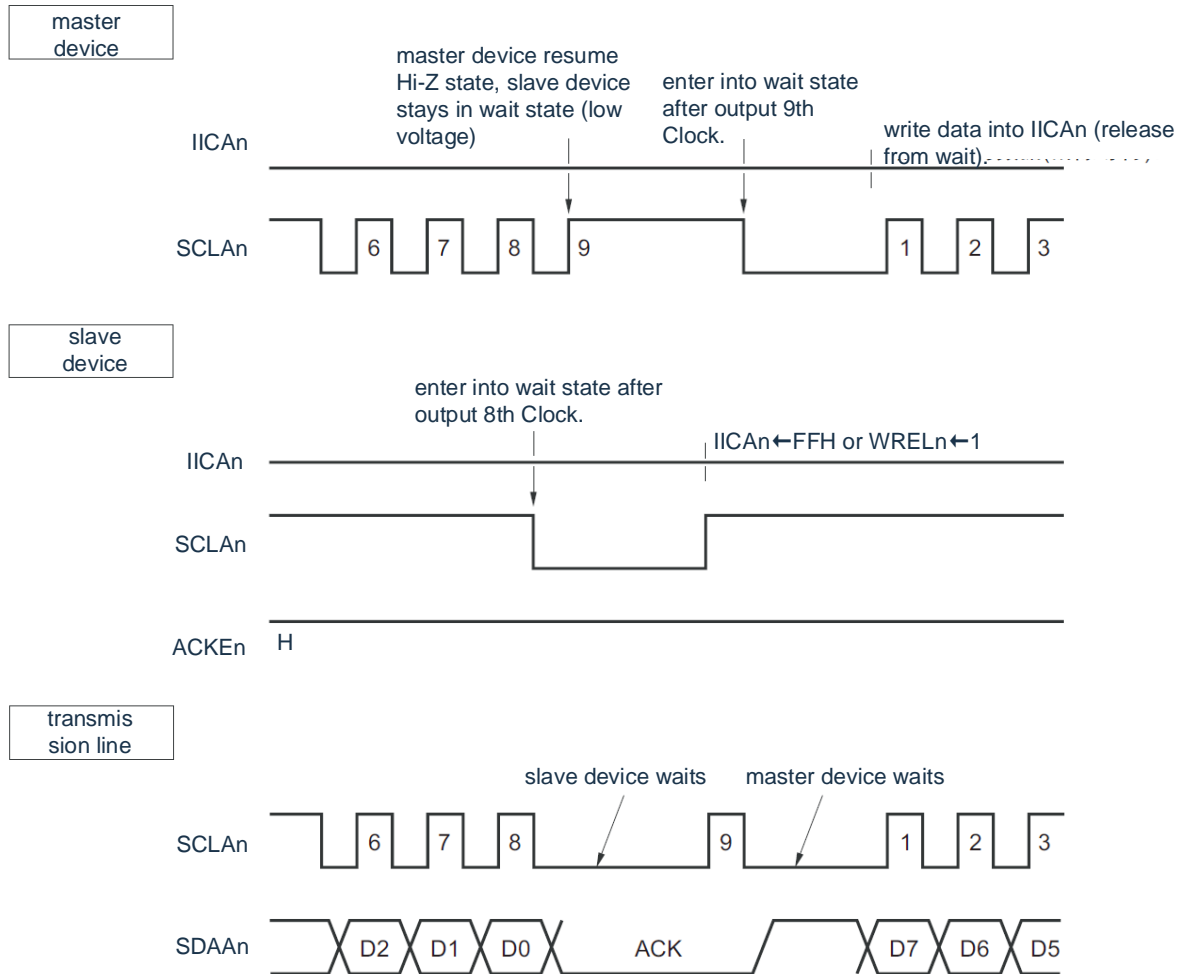 master
device
master device resume
Hi-Z state, slave device
stays in wait state (low
voltage)
enter into wait state
after output 9th
Clock.
write data into IICAn (release
from wait).
IICAn
SCLAn
6 7 8 9 1 2 3
slave
device
enter into wait state after
output 8th Clock.
IICAn←FFH or WRELn←1
IICAn
SCLAn
ACKEn H
transmis
sion line
slave device waits master device waits
SCLAn 6 7 8 9 1 2 3
SDAAn D2 D1 D0 ACK D7 D6 D5